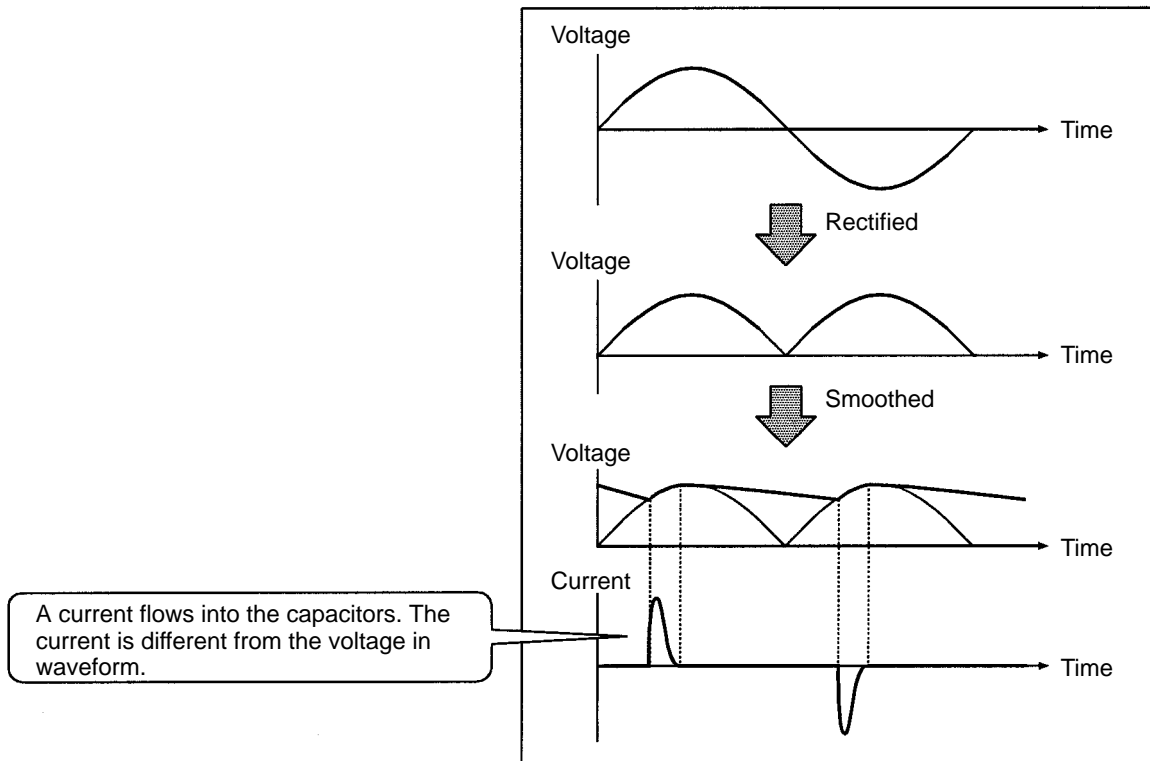 Voltage
Time
Rectified
Voltage
Time
Smoothed
Voltage
Time
Current
A current flows into the capacitors. The
current is different from the voltage in
waveform.
Time